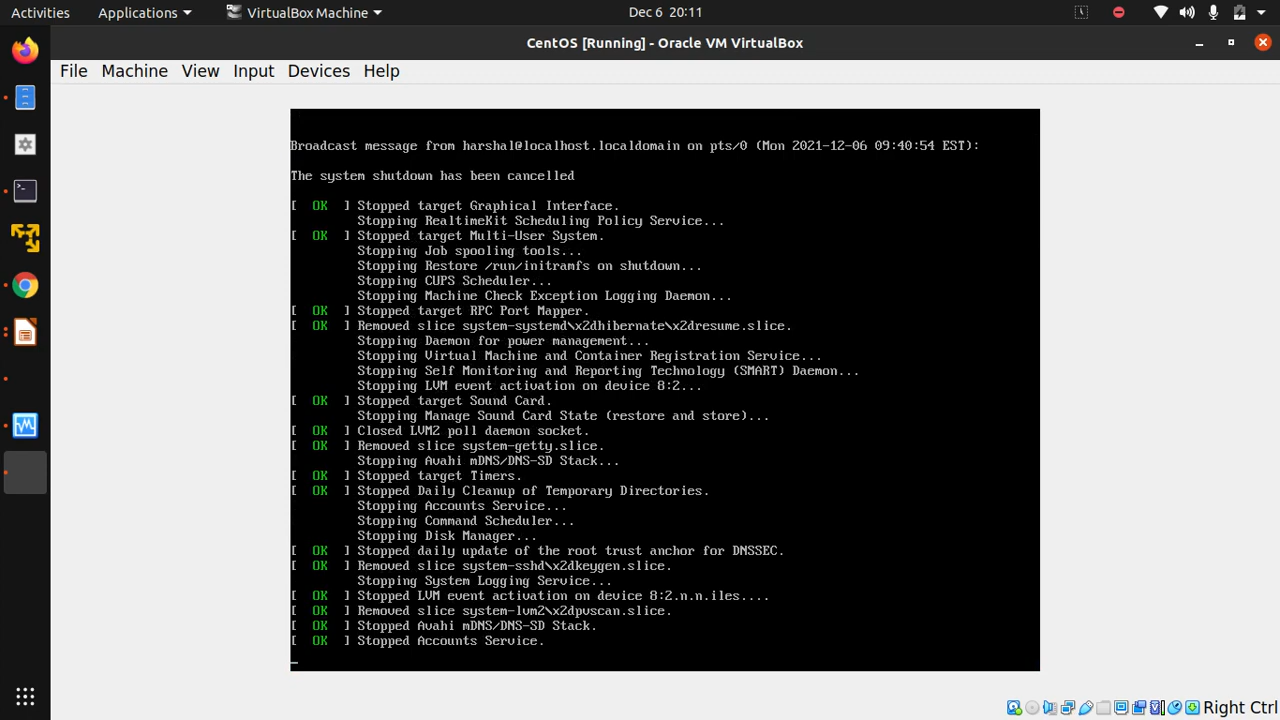 Activities Applications VirtualBox Machine Dec 6 20:11
CentOS [Running] - Oracle VM VirtualBox
File Machine View Input Devices Help
Broadcast message from harshal@localhost.localdomain on pts/0 (Mon 2021-12-06 09:40:54 EST):
The system shutdown has been cancelled
[ OK ] Stopped target Graphical Interface.
Stopping RealtimeKit Scheduling Policy Service...
[ OK ] Stopped target Multi-User System.
Stopping Job spooling tools...
Stopping Restore /run/initramfs on shutdown...
Stopping CUPS Scheduler...
Stopping Machine Check Exception Logging Daemon...
[ OK ] Stopped target RPC Port Mapper.
[ OK ] Removed slice system-systemd\x2dhibernate\x2dresume.slice.
Stopping Daemon for power management...
Stopping Virtual Machine and Container Registration Service...
Stopping Self Monitoring and Reporting Technology (SMART) Daemon...
Stopping LVM event activation on device 8:2...
[ OK ] Stopped target Sound Card.
Stopping Manage Sound Card State (restore and store)...
[ OK ] Closed LVM2 poll daemon socket.
[ OK ] Removed slice system-getty.slice.
Stopping Avahi mDNS/DNS-SD Stack...
[ OK ] Stopped target Timers.
[ OK ] Stopped Daily Cleanup of Temporary Directories.
Stopping Accounts Service...
Stopping Command Scheduler...
Stopping Disk Manager...
[ OK ] Stopped daily update of the root trust anchor for DNSSEC.
[ OK ] Removed slice system-sshd\x2dkeygen.slice.
Stopping System Logging Service...
[ OK ] Stopped LVM event activation on device 8:2.n.n.iles....
[ OK ] Removed slice system-lvm2\x2dpvscan.slice.
[ OK ] Stopped Avahi mDNS/DNS-SD Stack.
[ OK ] Stopped Accounts Service.
Right Ctrl